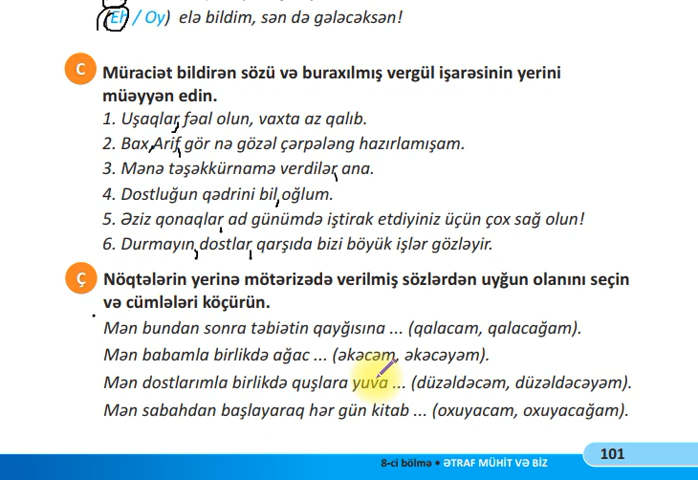 (Eh / Oy) elə bildim, sən də gələcəksən!
C Müraciət bildirən sözü və buraxılmış vergül işarəsinin yerini
müəyyən edin.
1. Uşaqlar, fəal olun, vaxta az qalıb.
2. Bax,Arif, gör nə gözəl çərpələng hazırlamışam.
3. Mənə təşəkkürnamə verdilər, ana.
4. Dostluğun qədrini bil,oğlum.
5. Əziz qonaqlar, ad günümdə iştirak etdiyiniz üçün çox sağ olun!
6. Durmayın,dostlar, qarşıda bizi böyük işlər gözləyir.
Ç Nöqtələrin yerinə mötərizədə verilmiş sözlərdən uyğun olanını seçin
və cümlələri köçürün.
Mən bundan sonra təbiətin qayğısına ... (qalacam, qalacağam).
Mən babamla birlikdə ağac ... (əkəcəm, əkəcəyəm).
Mən dostlarımla birlikdə quşlara yuva ... (düzəldəcəm, düzəldəcəyəm).
Mən sabahdan başlayaraq hər gün kitab ... (oxuyacam, oxuyacağam).
8-ci bölmə • ƏTRAF MÜHİT VƏ BİZ 101